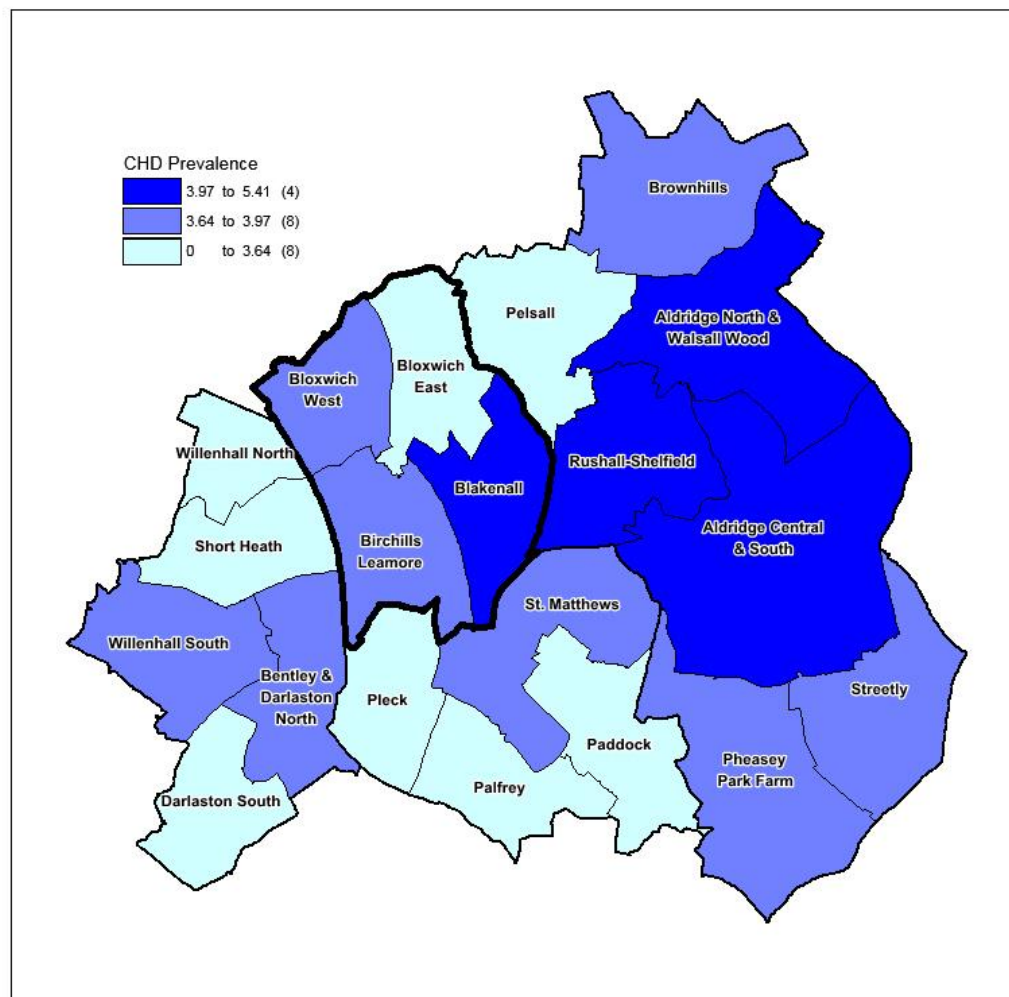 CHD Prevalence
3.97 to 5.41 (4)
3.64 to 3.97 (8)
0 to 3.64 (8)
Brownhills
Pelsall
Aldridge North &
Walsall Wood
Bloxwich
West
Bloxwich
East
Willenhall North
Rushall-Shelfield
Blakenall
Short Heath
Birchills
Leamore
Aldridge Central
& South
St. Matthews
Willenhall South
Bentley &
Darlaston
North
Pleck
Streetly
Paddock
Pheasey
Park Farm
Palfrey
Darlaston South